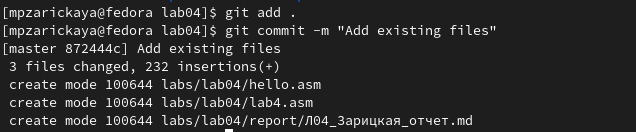 [mpzarickaya@fedora lab04]$ git add .
[mpzarickaya@fedora lab04]$ git commit -m "Add existing files"
[master 872444c] Add existing files
 3 files changed, 232 insertions(+)
 create mode 100644 labs/lab04/hello.asm
 create mode 100644 labs/lab04/lab4.asm
 create mode 100644 labs/lab04/report/Л04_Зарицкая_отчет.md